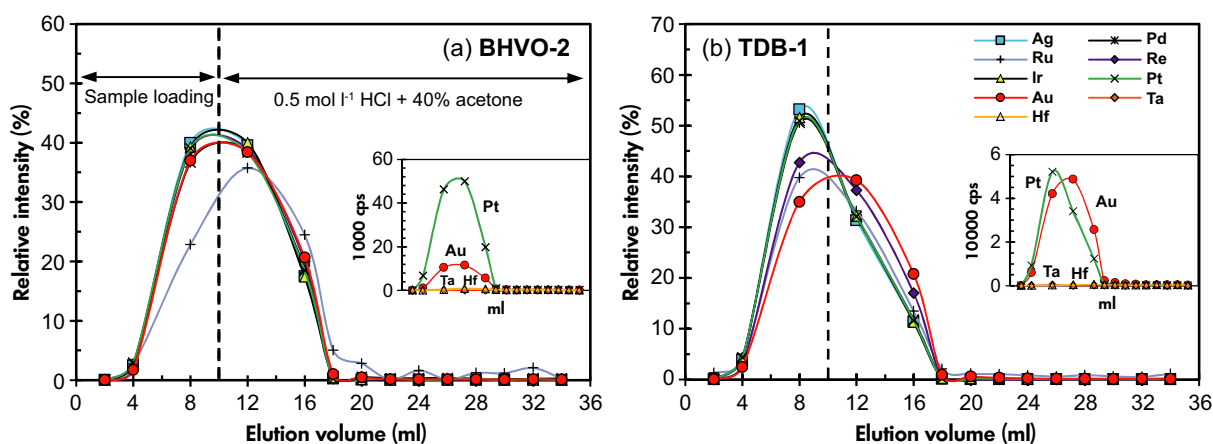 (a) BHVO-2
Sample loading
0.5 mol l-1 HCl + 40% acetone
Relative intensity (%)
60
50
40
30
20
10
0
0 4 8 12 16 20 24 28 32 36
Elution volume (ml)
1000 cps
60
40
20
0
Pt
Au
Ta Hf
ml
(b) TDB-1
Ag
Ru
Ir
Au
Hf
Pd
Re
Pt
Ta
Relative intensity (%)
70
60
50
40
30
20
10
0
0 4 8 12 16 20 24 28 32 36
Elution volume (ml)
10000 cps
6
4
2
0
Pt
Au
Ta Hf
ml